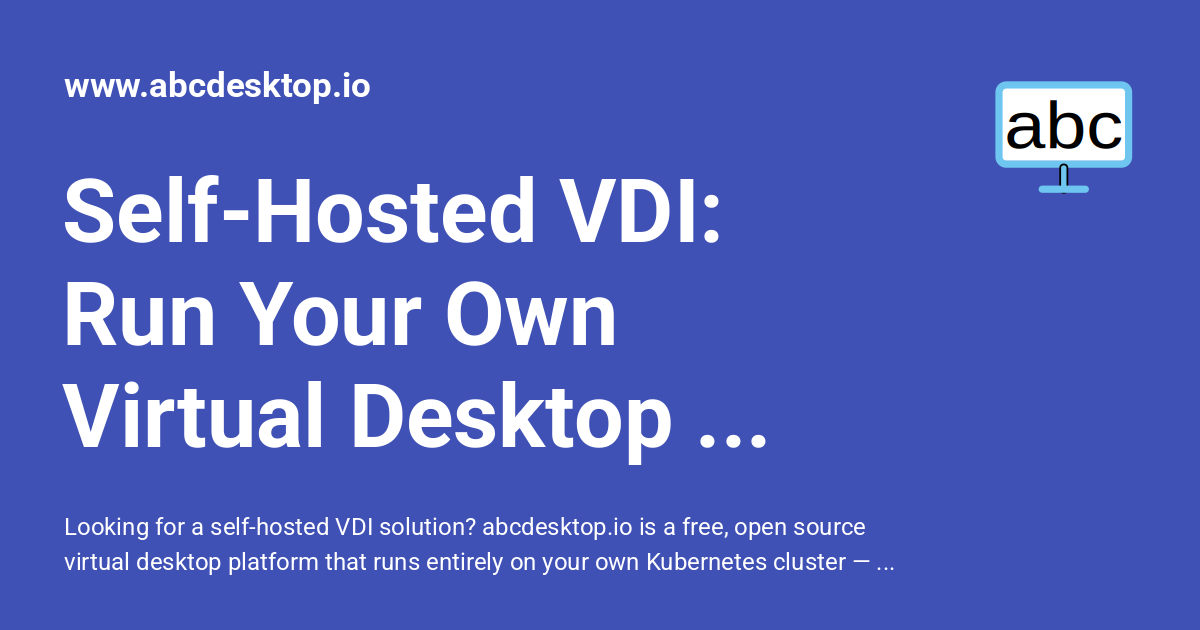 www.abcdesktop.io
abc
Self-Hosted VDI:
Run Your Own
Virtual Desktop ...
Looking for a self-hosted VDI solution? abcdesktop.io is a free, open source
virtual desktop platform that runs entirely on your own Kubernetes cluster — ...